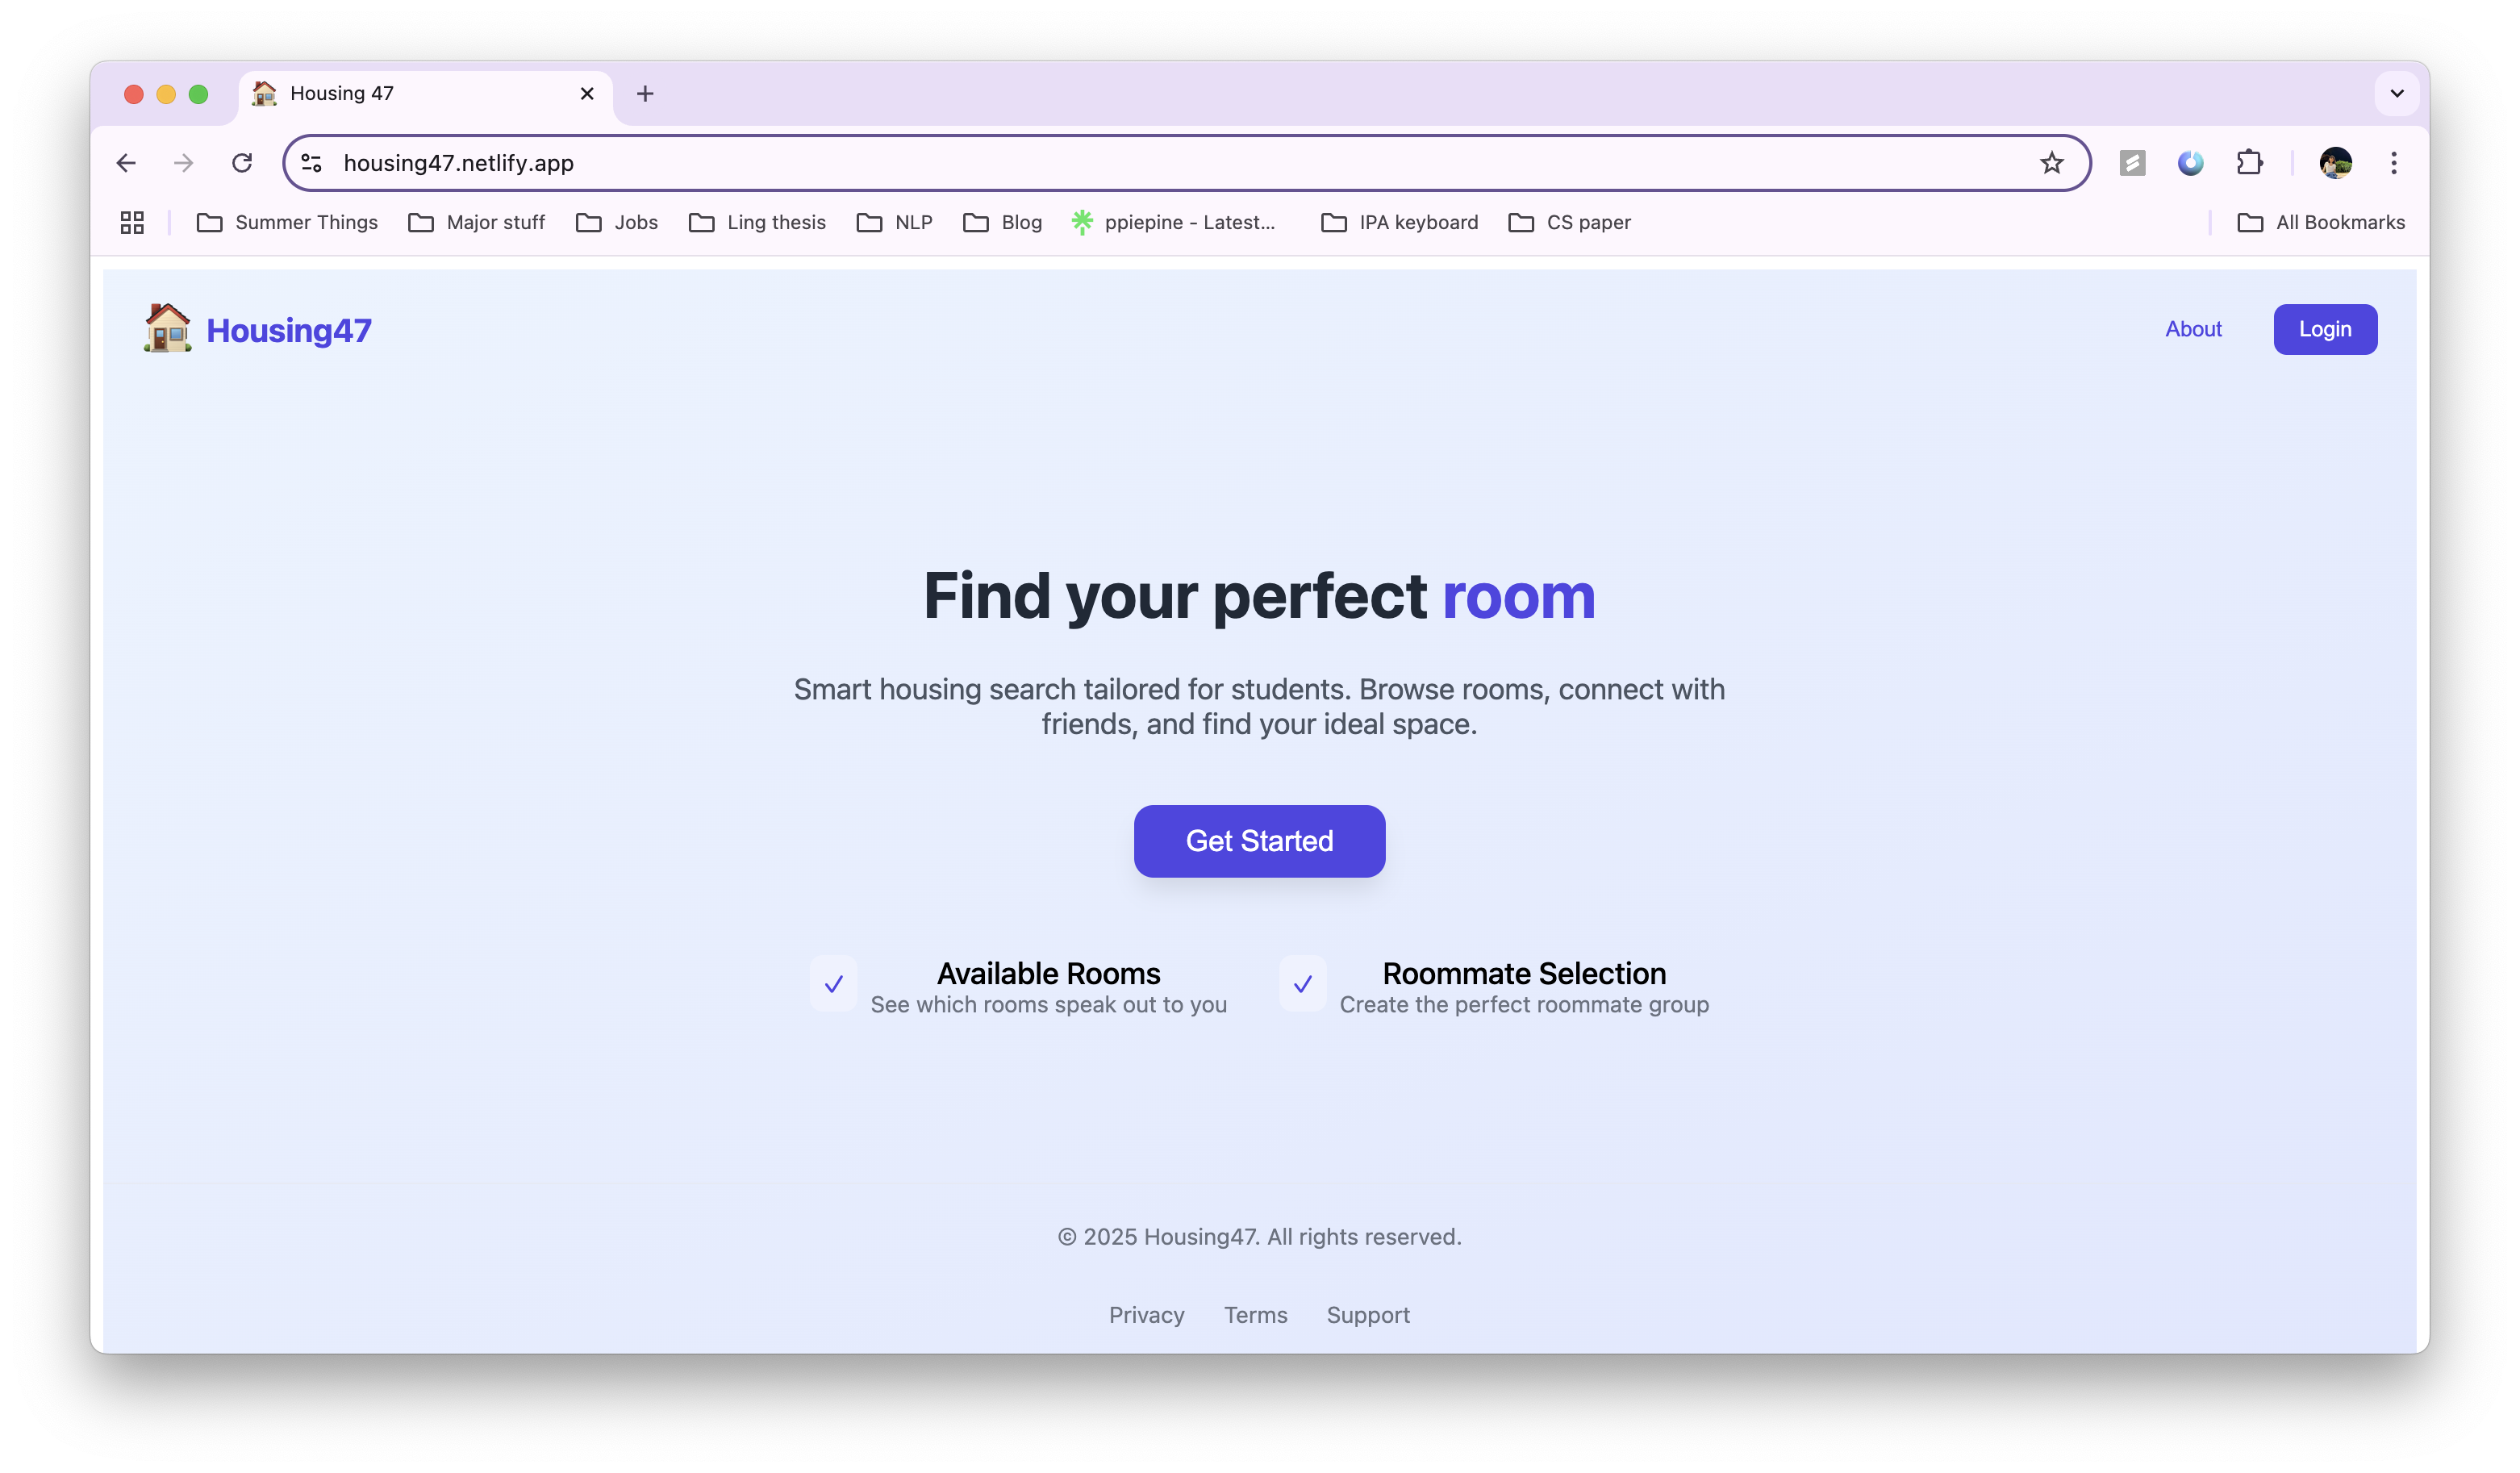 Housing 47
housing47.netlify.app
Summer Things
Major stuff
Jobs
Ling thesis
NLP
Blog
ppiepine - Latest...
IPA keyboard
CS paper
All Bookmarks
Housing47
About
Login
Find your perfect room
Smart housing search tailored for students. Browse rooms, connect with
friends, and find your ideal space.
Get Started
Available Rooms
See which rooms speak out to you
Roommate Selection
Create the perfect roommate group
© 2025 Housing47. All rights reserved.
Privacy
Terms
Support